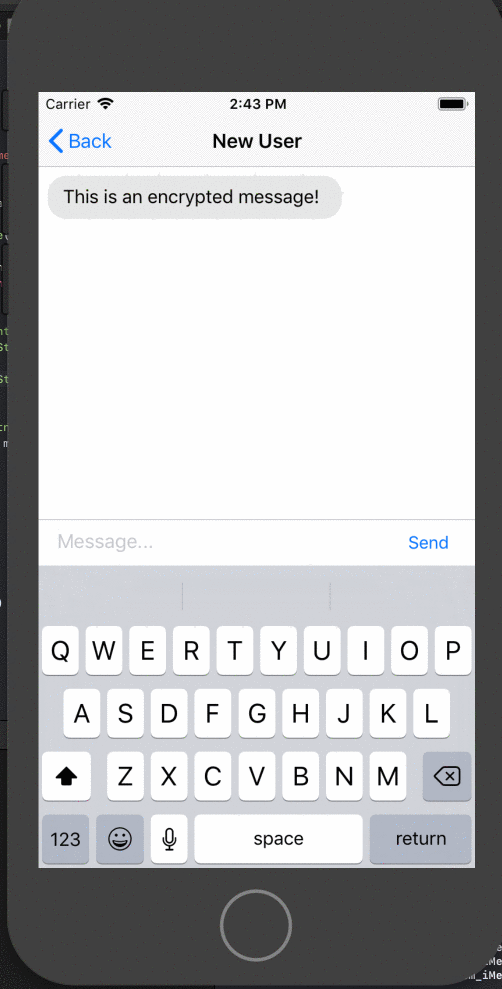 Carrier 2:43 PM
Back New User
This is an encrypted message!
Message... Send
Q W E R T Y U I O P
A S D F G H J K L
Z X C V B N M
123 space return